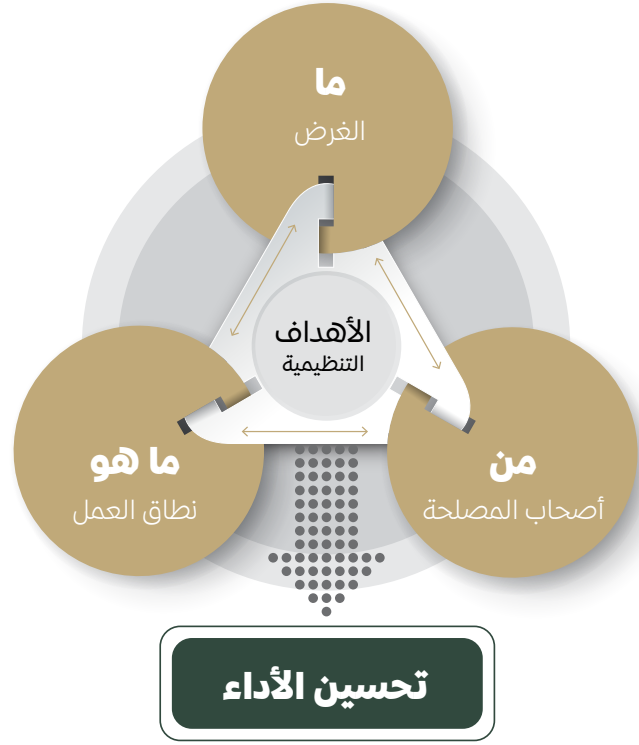 ما
الغرض
الأهداف
التنظيمية
من
أصحاب المصلحة
ما هو
نطاق العمل
تحسين الأداء